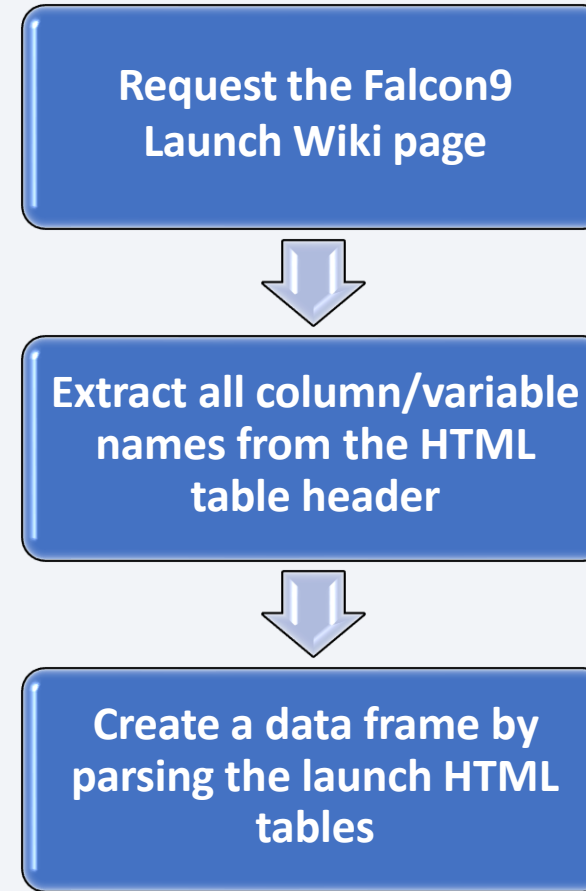 Request the Falcon9
Launch Wiki page
Extract all column/variable
names from the HTML
table header
Create a data frame by
parsing the launch HTML
tables